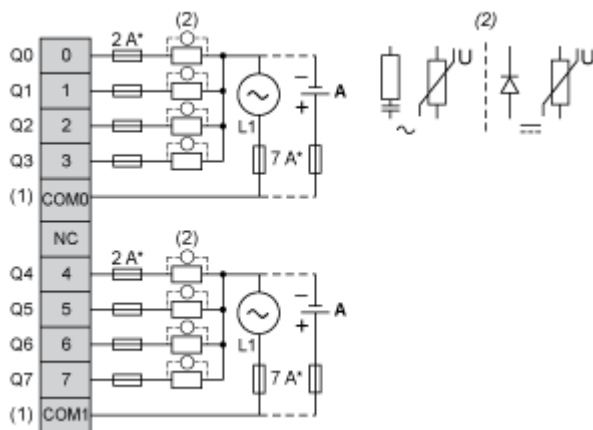 (2) (2)
Q0 0 2 A*
Q1 1
Q2 2
Q3 3
(1) COM0
~ L1 − + A
7 A*
U U
~
NC
(2)
Q4 4 2 A*
Q5 5
Q6 6
Q7 7
(1) COM1
~ L1 − + A
7 A*